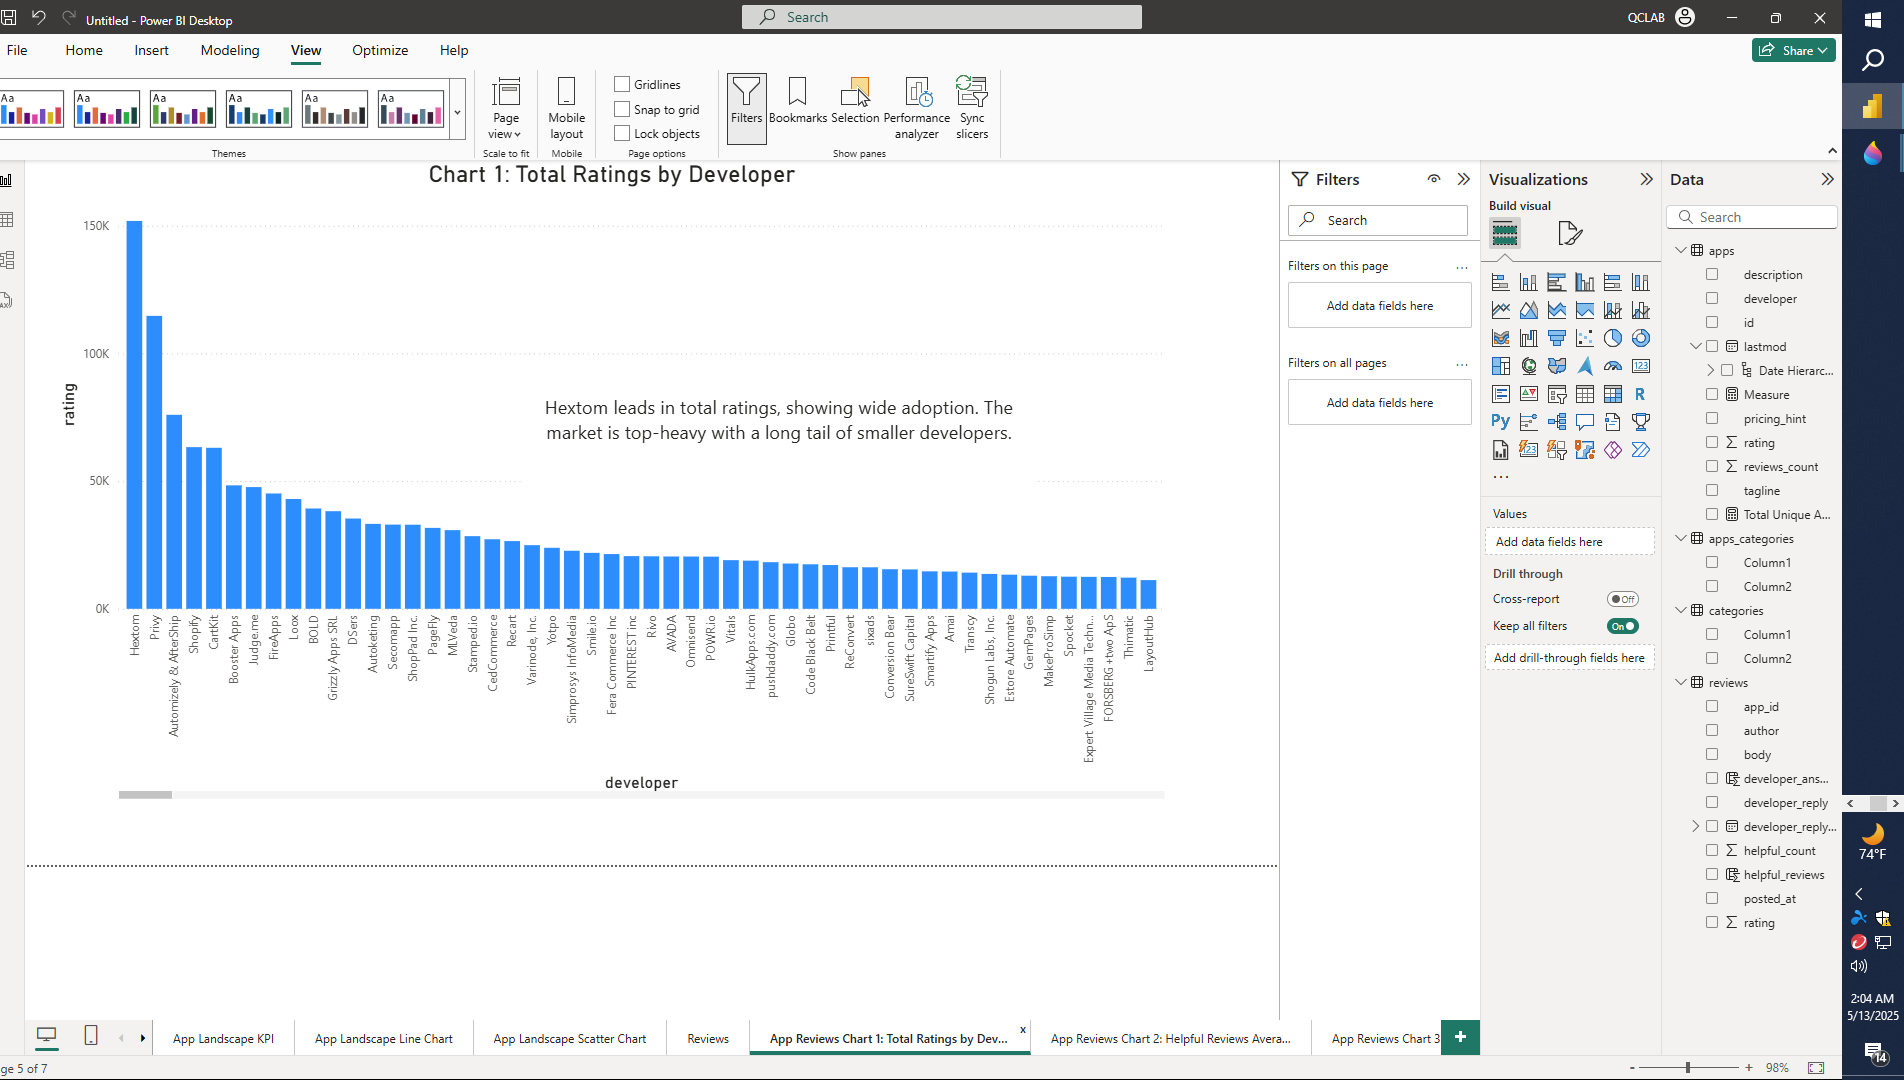 Untitled - Power BI Desktop
Search
QCLAB
File
Home
Insert
Modeling
View
Optimize
Help
Share
Aa
Aa
Aa
Aa
Aa
Aa
Themes
Page view
Scale to fit
Mobile layout
Mobile
Gridlines
Snap to grid
Lock objects
Page options
Filters
Bookmarks
Selection
Performance analyzer
Sync slicers
Show panes
Chart 1: Total Ratings by Developer
150K
100K
50K
0K
rating
Hextom leads in total ratings, showing wide adoption. The
market is top-heavy with a long tail of smaller developers.
Hextom
Privy
Automizely & AfterShip
Shopify
CartKit
Booster Apps
Judge.me
FireApps
Loox
BOLD
Grizzly Apps SRL
DSers
Autoketing
Secomapp
ShopPad Inc.
PageFly
MLVeda
Stamped.io
CedCommerce
Recart
Varinode, Inc.
Yotpo
Simprosys InfoMedia
Smile.io
Fera Commerce Inc
PINTEREST inc
Rivo
AVADA
Omnisend
POWR.io
Vitals
HulkApps.com
pushdaddy.com
Globo
Code Black Belt
Printful
ReConvert
sixads
Conversion Bear
SureSwift Capital
Smartify Apps
Amai
Transcy
Shogun Labs, Inc.
Estore Automate
GemPages
MakeProSimp
Spocket
Expert Village Media Techn...
FORSBERG +two ApS
Thimatic
LayoutHub
developer
Filters
Search
Filters on this page
...
Add data fields here
Filters on all pages
...
Add data fields here
Visualizations
Build visual
123
R
Py
123
...
Values
Add data fields here
Drill through
Cross-report
Off
Keep all filters
On
Add drill-through fields here
Data
Search
apps
description
developer
id
lastmod
Date Hierarc...
Measure
pricing_hint
rating
reviews_count
tagline
Total Unique A...
apps_categories
Column1
Column2
categories
Column1
Column2
reviews
app_id
author
body
developer_ans...
developer_reply
developer_reply...
helpful_count
helpful_reviews
posted_at
rating
74°F
2:04 AM
5/13/2025
14
App Landscape KPI
App Landscape Line Chart
App Landscape Scatter Chart
Reviews
App Reviews Chart 1: Total Ratings by Dev...
x
App Reviews Chart 2: Helpful Reviews Avera...
App Reviews Chart 3
+
ge 5 of 7
-
+
98%